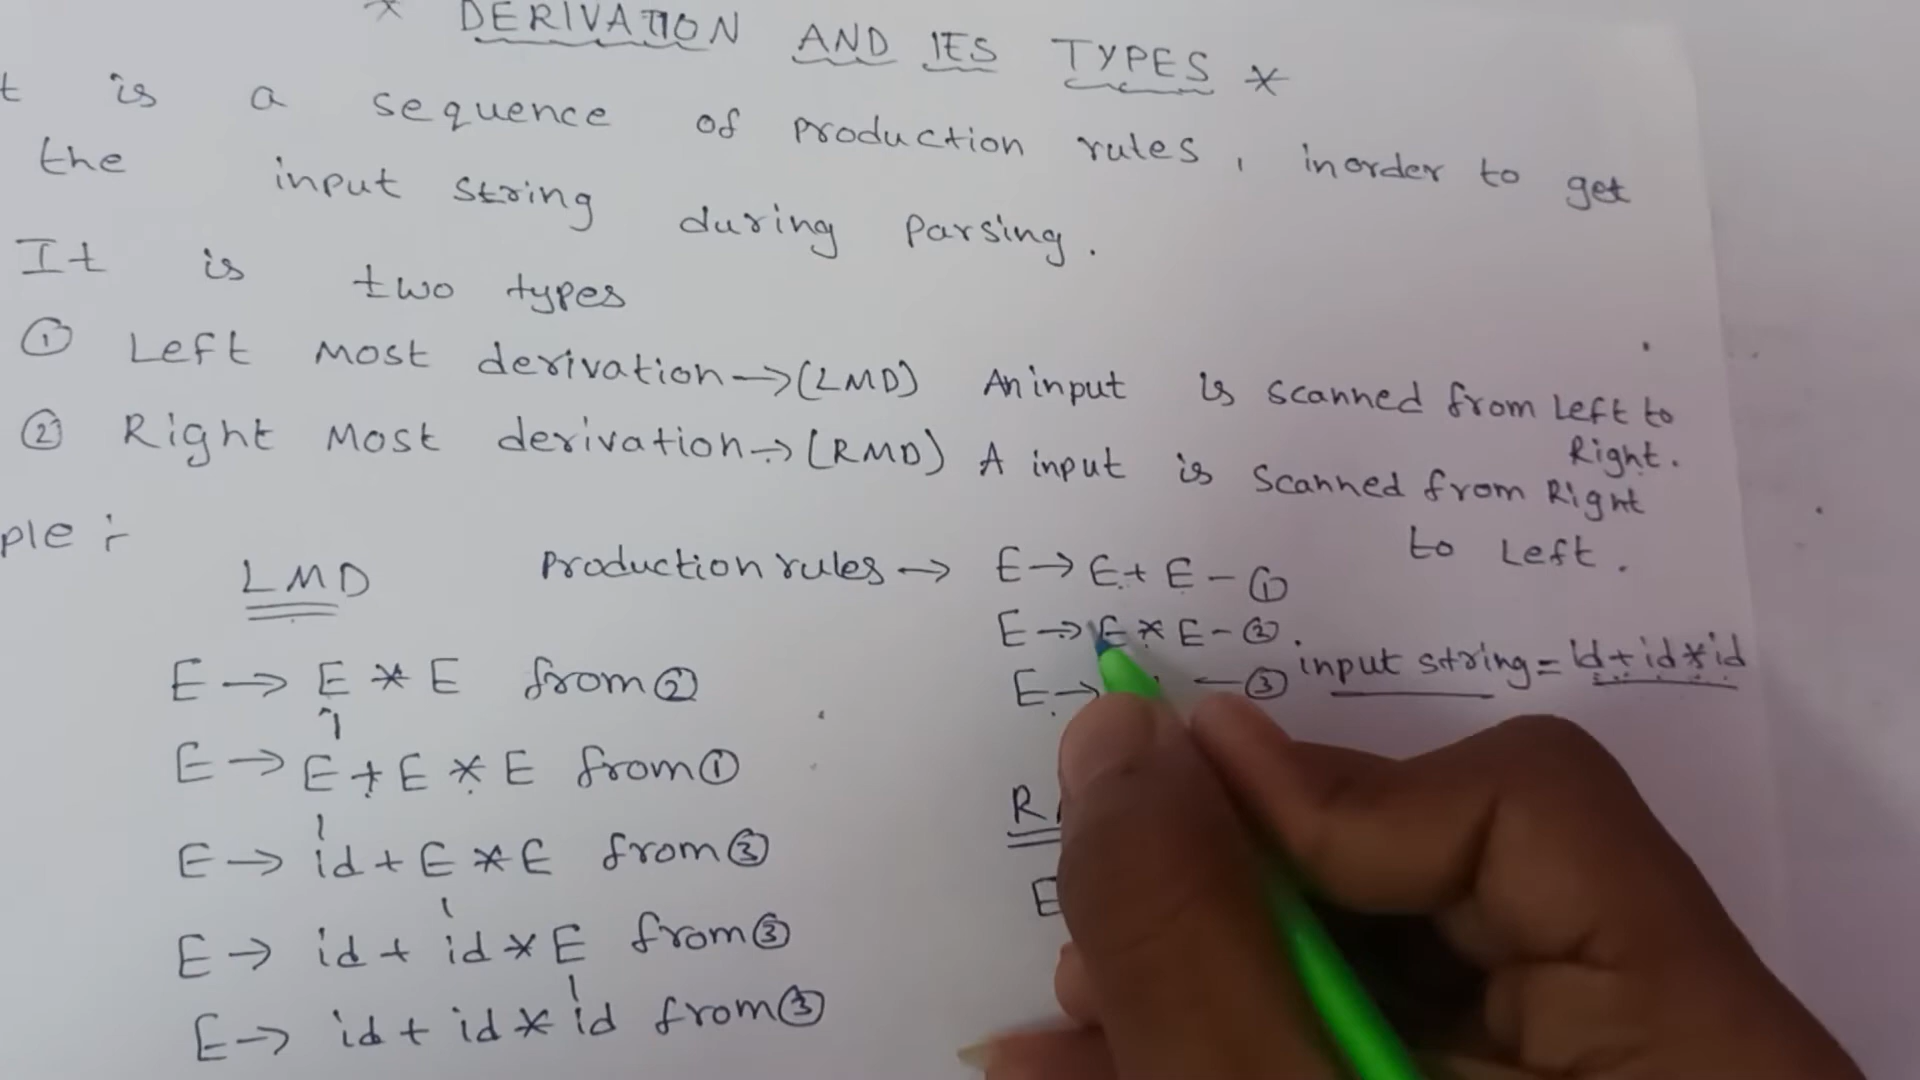 * DERIVATION AND IES TYPES *
t is a sequence of production rules, inorder to get
the input string during parsing.
It is two types
① Left Most derivation→(LMD) An input is scanned from Left to Right.
② Right Most derivation→(RMD) A input is scanned from Right to Left.
ple :-
LMD
Production rules → E → E + E - ①
E → E * E - ②.
E → - ③
input string = id + id * id
E → E * E from ②
E → E + E * E from ①
E → id + E * E from ③
E → id + id * E from ③
E → id + id * id from ③
R
E